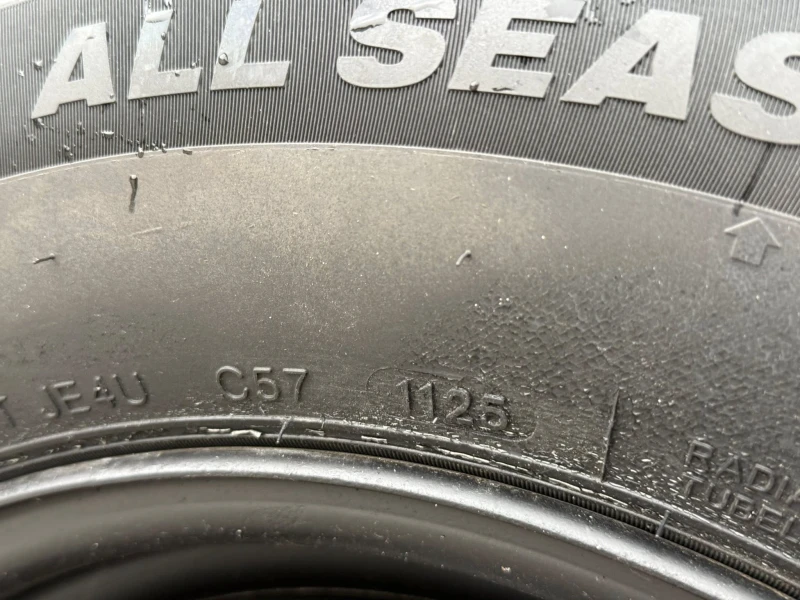 ALL SEAS
T JE4U C57 1125
RADIA
TUBEL